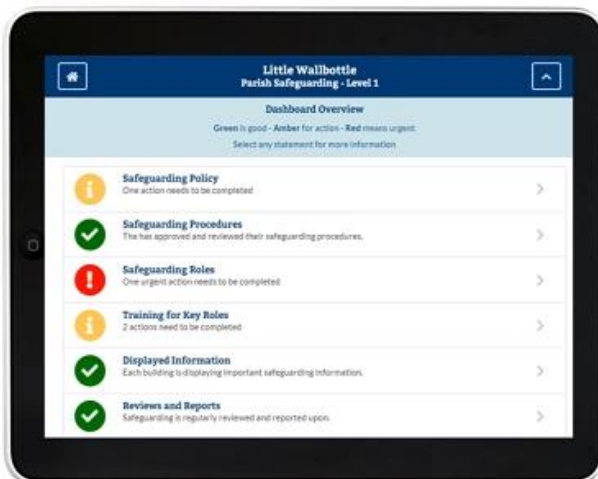 Little Wallbottle
Parish Safeguarding - Level 1
Dashboard Overview
Green is good - Amber for action - Red means urgent
Select any statement for more information
Safeguarding Policy
One action needs to be completed
Safeguarding Procedures
The has approved and reviewed their safeguarding procedures.
Safeguarding Roles
One urgent action needs to be completed
Training for Key Roles
2 actions need to be completed
Displayed Information
Each building is displaying important safeguarding information.
Reviews and Reports
Safeguarding is regularly reviewed and reported upon.